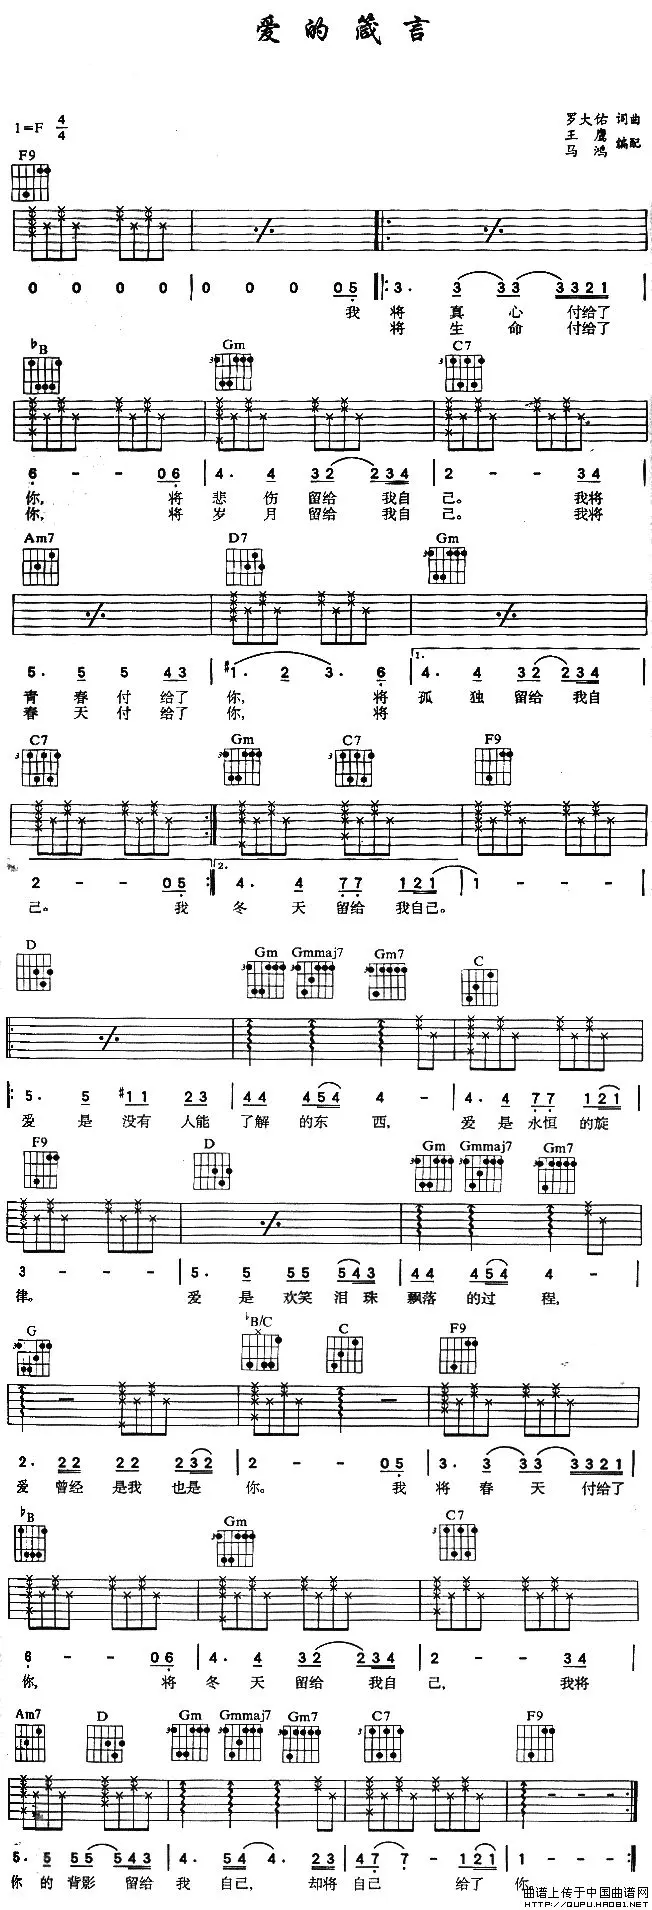 爱的箴言
1=F 4/4
罗大佑 词曲
王鹰
马鸿 编配
F9
0 0 0 0 | 0 0 0 05 |: 3. 3 33 3321
我 将 真 心 付给了
将 生 命 付给了
♭B Gm C7
6 - - 06 | 4. 4 32 234 | 2 - - 34
你, 将 悲 伤 留给 我自 己。 我将
你, 将 岁 月 留给 我自 己。 我将
Am7 D7 Gm
5. 5 5 43 | #1. 2 3. 6 | 1. 4. 4 32 234
青 春 付 给了 你, 将 孤 独 留给 我自
春 天 付 给了 你, 将
C7 Gm C7 F9
2 - - 05 :| 2. 4. 4 77 121 | 1 - - -
己。 我 冬 天 留给 我自己。
D Gm Gmmaj7 Gm7 C
|: 5. 5 #11 23 | 44 454 4 - | 4. 4 77 121
爱 是 没有 人能 了解 的东 西, 爱 是 永恒 的旋
F9 D Gm Gmmaj7 Gm7
3 - - - | 5. 5 55 543 | 44 454 4 -
律。 爱 是 欢笑 泪 珠 飘落 的过 程,
G ♭B/C C F9
2. 22 22 232 | 2 - - 05 | 3. 3 33 3321
爱 曾经 是我 也是 你。 我 将 春 天 付给了
♭B Gm C7
6 - - 06 | 4. 4 32 234 | 2 - - 34
你, 将 冬 天 留给 我自 己, 我将
Am7 D Gm Gmmaj7 Gm7 C7 F9
5. 5 55 543 | 4. 54 4. 23 | 4 77 7 121 | 1 - - - :|
你 的 背影 留给 我 自己, 却将 自己 给了 你。
曲谱上传于中国曲谱网
HTTP://QUPU.HAO81.NET